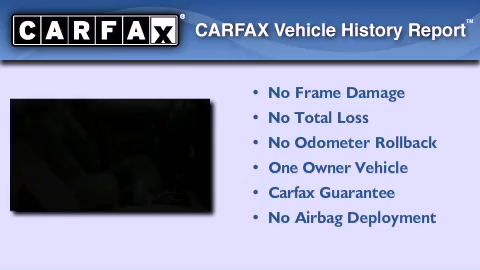 CARFAX® CARFAX Vehicle History Report™
• No Frame Damage
• No Total Loss
• No Odometer Rollback
• One Owner Vehicle
• Carfax Guarantee
• No Airbag Deployment